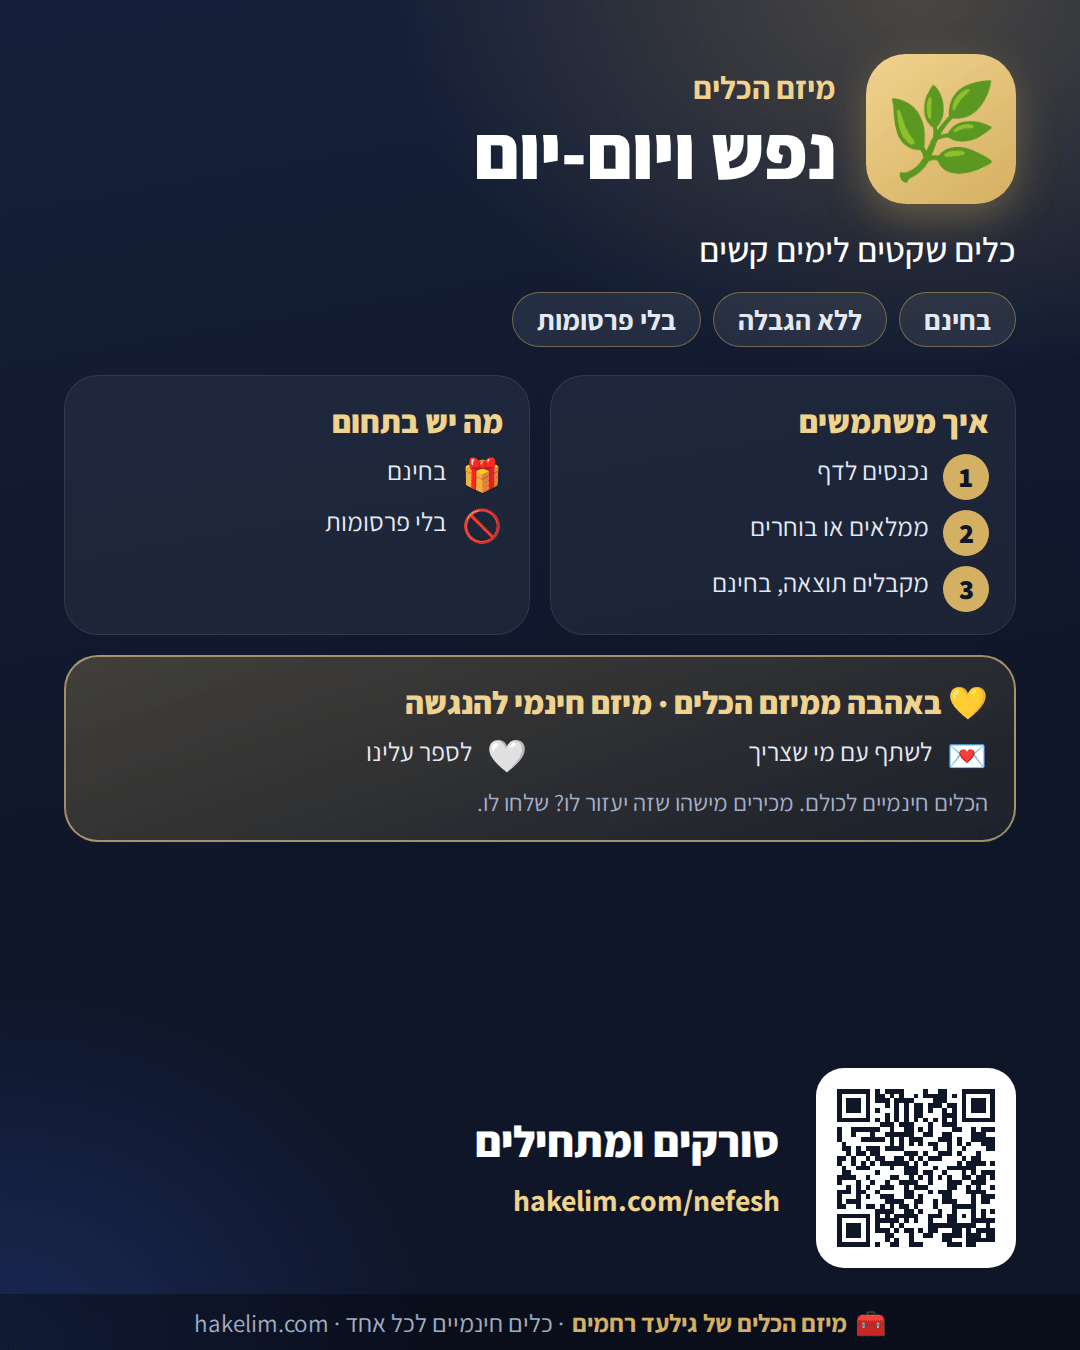 מיזם הכלים
נפש ויום-יום
כלים שקטים לימים קשים
בחינם
ללא הגבלה
בלי פרסומות
איך משתמשים
1 נכנסים לדף
2 ממלאים או בוחרים
3 מקבלים תוצאה, בחינם
מה יש בתחום
בחינם
בלי פרסומות
באהבה ממיזם הכלים · מיזם חינמי להנגשה
לשתף עם מי שצריך
לספר עלינו
הכלים חינמיים לכולם. מכירים מישהו שזה יעזור לו? שלחו לו.
סורקים ומתחילים
hakelim.com/nefesh
מיזם הכלים של גילעד רחמים · כלים חינמיים לכל אחד · hakelim.com